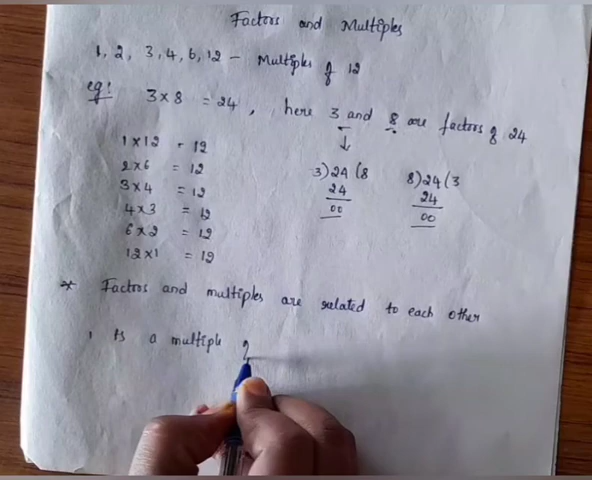 Factors and Multiples
1, 2, 3, 4, 6, 12 - Multiples of 12
eg: 3 x 8 = 24, here 3 and 8 are factors of 24
1 x 12 = 12
2 x 6 = 12
3 x 4 = 12
4 x 3 = 12
6 x 2 = 12
12 x 1 = 12
3)24(8
24
00
8)24(3
24
00
* Factors and multiples are related to each other
1 is a multiple